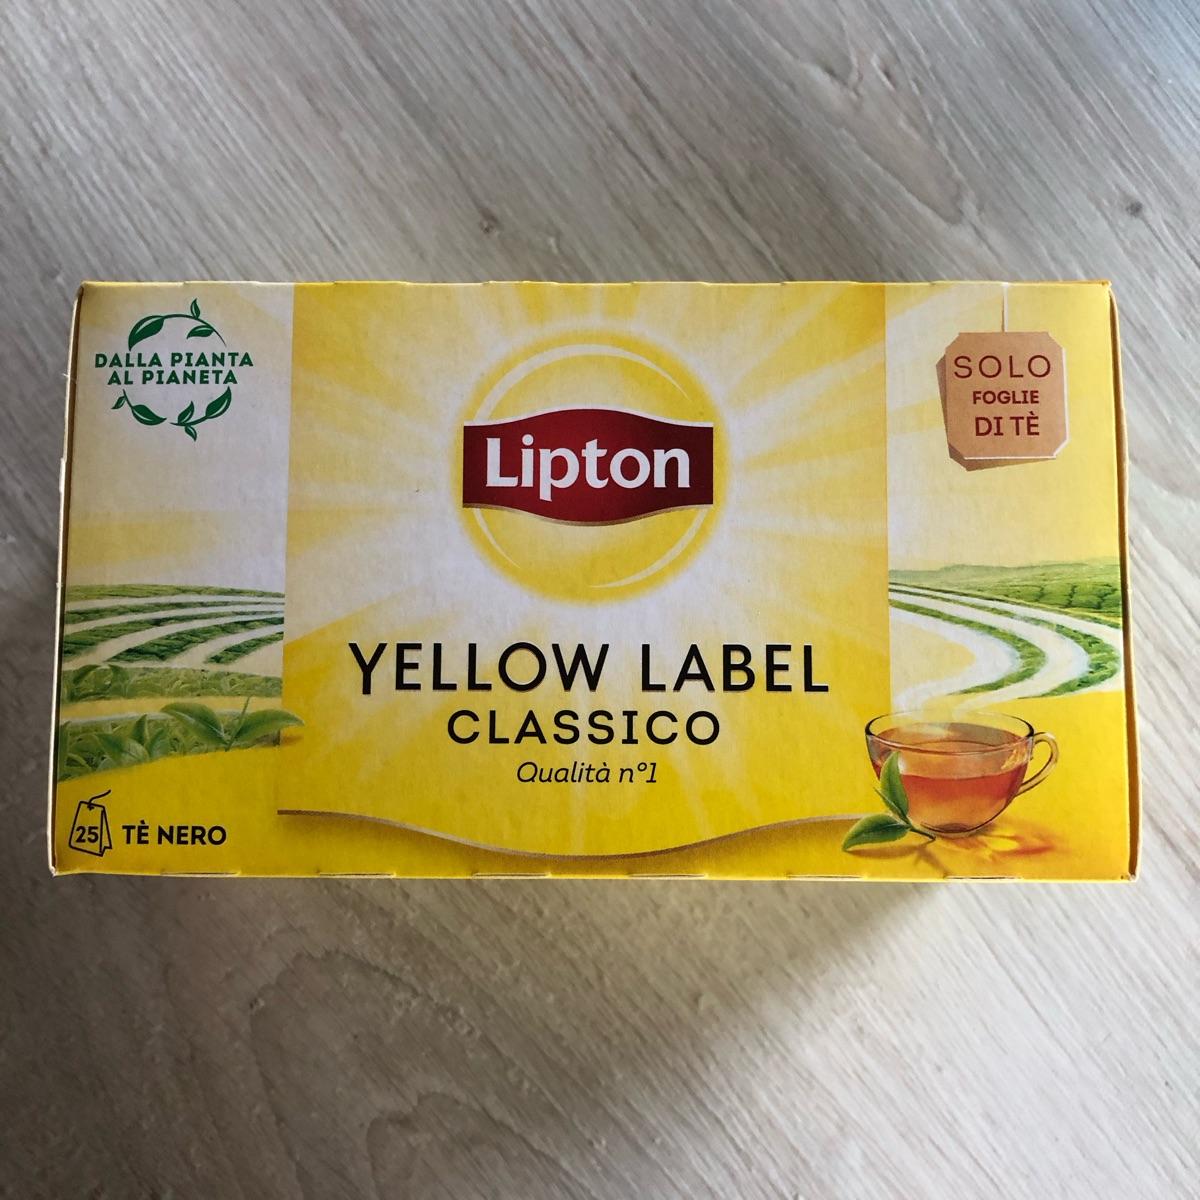 DALLA PIANTA
AL PIANETA
SOLO
FOGLIE
DI TÈ
Lipton
YELLOW LABEL
CLASSICO
Qualità n°1
25 TÈ NERO